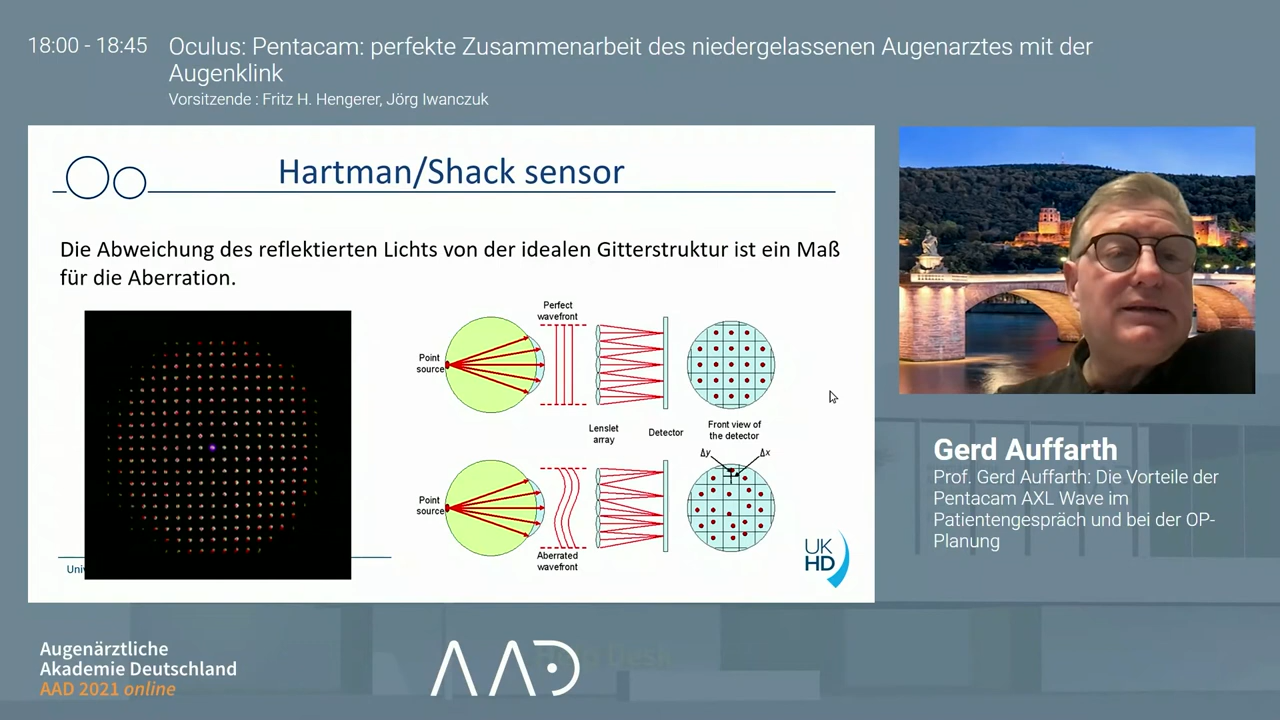 18:00 - 18:45
Oculus: Pentacam: perfekte Zusammenarbeit des niedergelassenen Augenarztes mit der
Augenklink
Vorsitzende : Fritz H. Hengerer, Jörg Iwanczuk
Hartman/Shack sensor
Die Abweichung des reflektierten Lichts von der idealen Gitterstruktur ist ein Maß
für die Aberration.
Perfect
wavefront
Point
source
Lenslet
array
Detector
Front view of
the detector
Δy
Δx
Point
source
Aberrated
wavefront
UK
HD
Gerd Auffarth
Prof. Gerd Auffarth: Die Vorteile der
Pentacam AXL Wave im
Patientengespräch und bei der OP-
Planung
Augenärztliche
Akademie Deutschland
AAD 2021 online
AAD